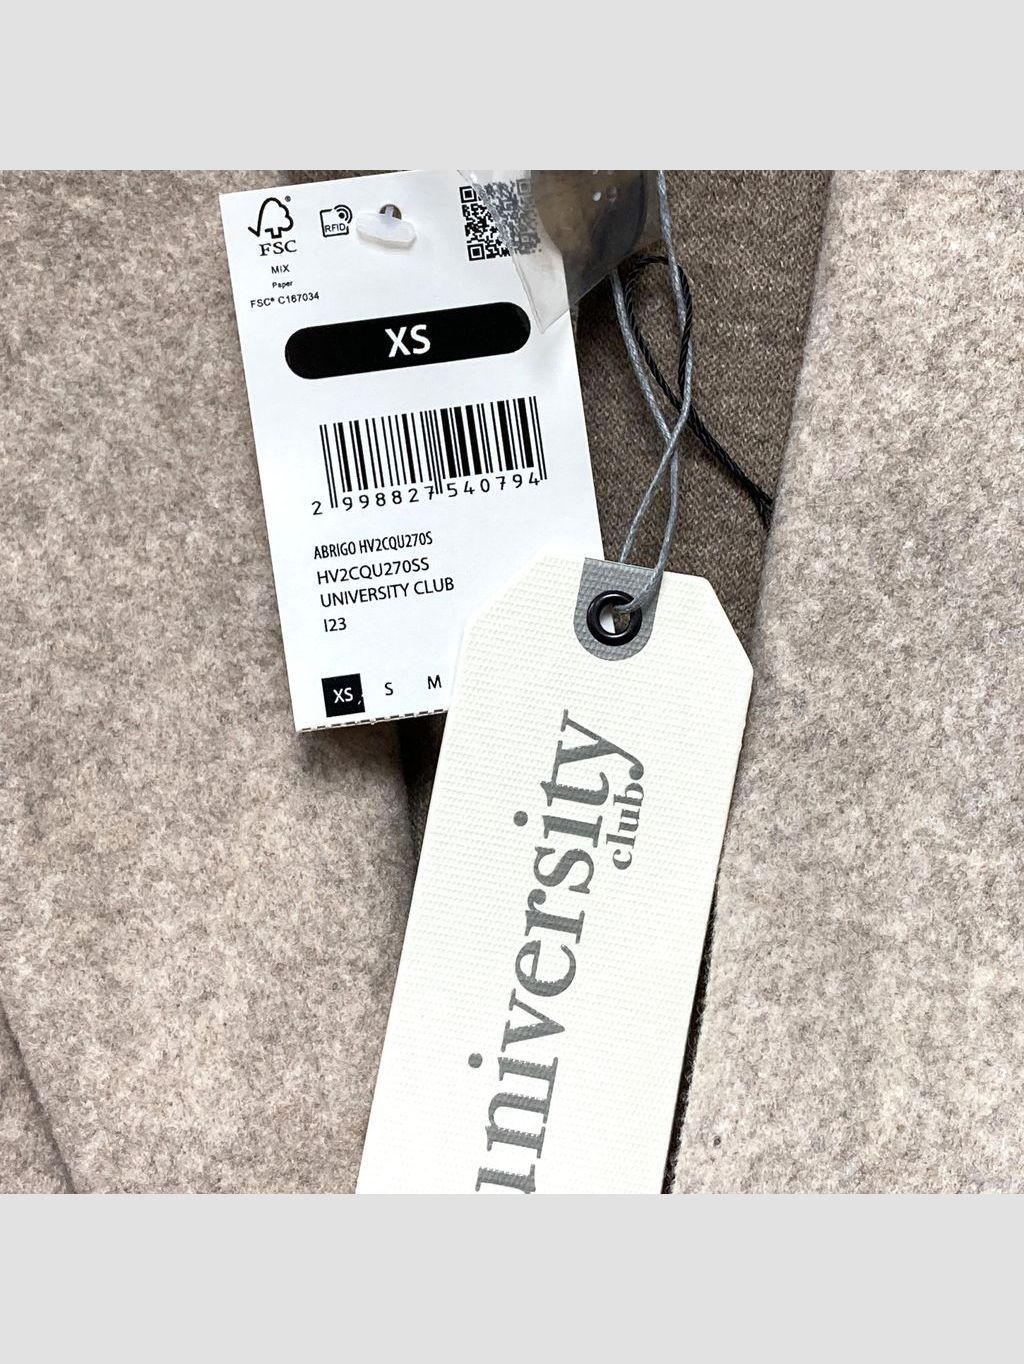 FSC
RFID
MIX
Paper
FSC® C167034
XS
2 998827 540794
ABRIGO HV2CQU270S
HV2CQU270SS
UNIVERSITY CLUB
I23
XS S M
university
club